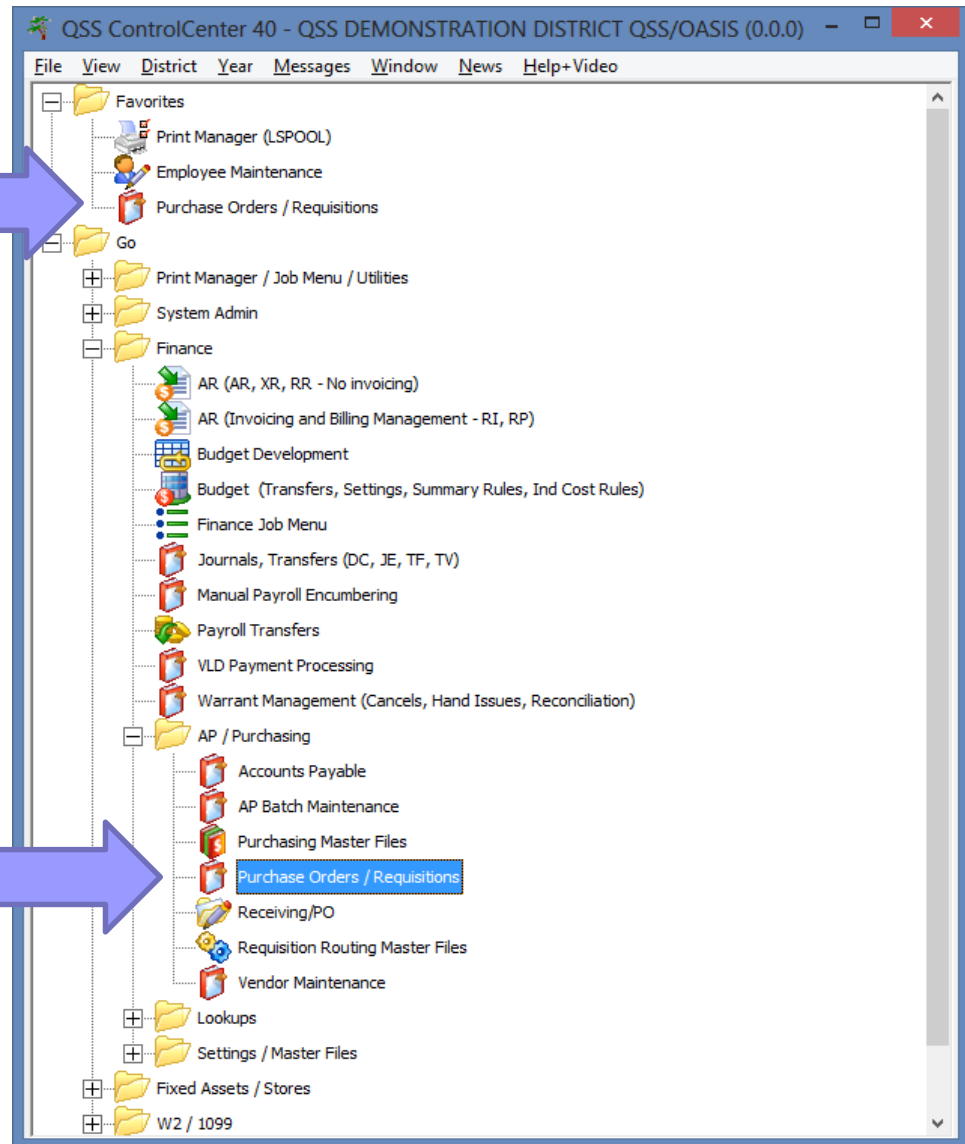 QSS ControlCenter 40 - QSS DEMONSTRATION DISTRICT QSS/OASIS (0.0.0)
File View District Year Messages Window News Help+Video
Favorites
Print Manager (LSPOOL)
Employee Maintenance
Purchase Orders / Requisitions
Go
Print Manager / Job Menu / Utilities
System Admin
Finance
AR (AR, XR, RR - No invoicing)
AR (Invoicing and Billing Management - RI, RP)
Budget Development
Budget (Transfers, Settings, Summary Rules, Ind Cost Rules)
Finance Job Menu
Journals, Transfers (DC, JE, TF, TV)
Manual Payroll Encumbering
Payroll Transfers
VLD Payment Processing
Warrant Management (Cancels, Hand Issues, Reconciliation)
AP / Purchasing
Accounts Payable
AP Batch Maintenance
Purchasing Master Files
Purchase Orders / Requisitions
Receiving/PO
Requisition Routing Master Files
Vendor Maintenance
Lookups
Settings / Master Files
Fixed Assets / Stores
W2 / 1099